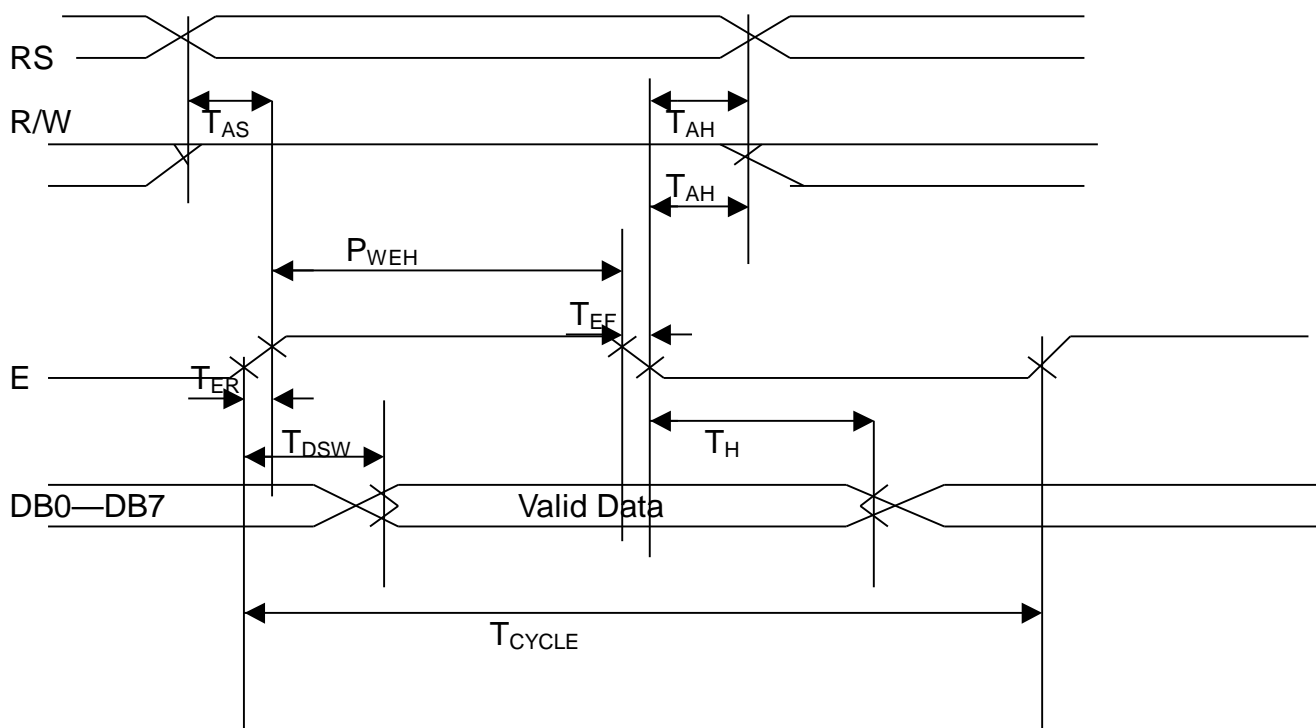 RS
R/W
TAS
TAH
TAH
PWEH
TEF
E
TER
TDSW
TH
DB0—DB7
Valid Data
TCYCLE